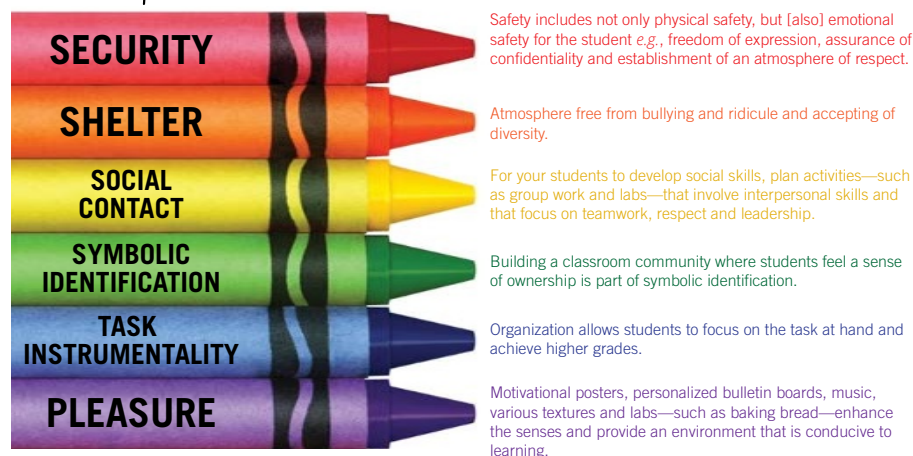 SECURITY
Safety includes not only physical safety, but [also] emotional
safety for the student e.g., freedom of expression, assurance of
confidentiality and establishment of an atmosphere of respect.
SHELTER
Atmosphere free from bullying and ridicule and accepting of
diversity.
SOCIAL
CONTACT
For your students to develop social skills, plan activities—such
as group work and labs—that involve interpersonal skills and
that focus on teamwork, respect and leadership.
SYMBOLIC
IDENTIFICATION
Building a classroom community where students feel a sense
of ownership is part of symbolic identification.
TASK
INSTRUMENTALITY
Organization allows students to focus on the task at hand and
achieve higher grades.
PLEASURE
Motivational posters, personalized bulletin boards, music,
various textures and labs—such as baking bread—enhance
the senses and provide an environment that is conducive to
learning.